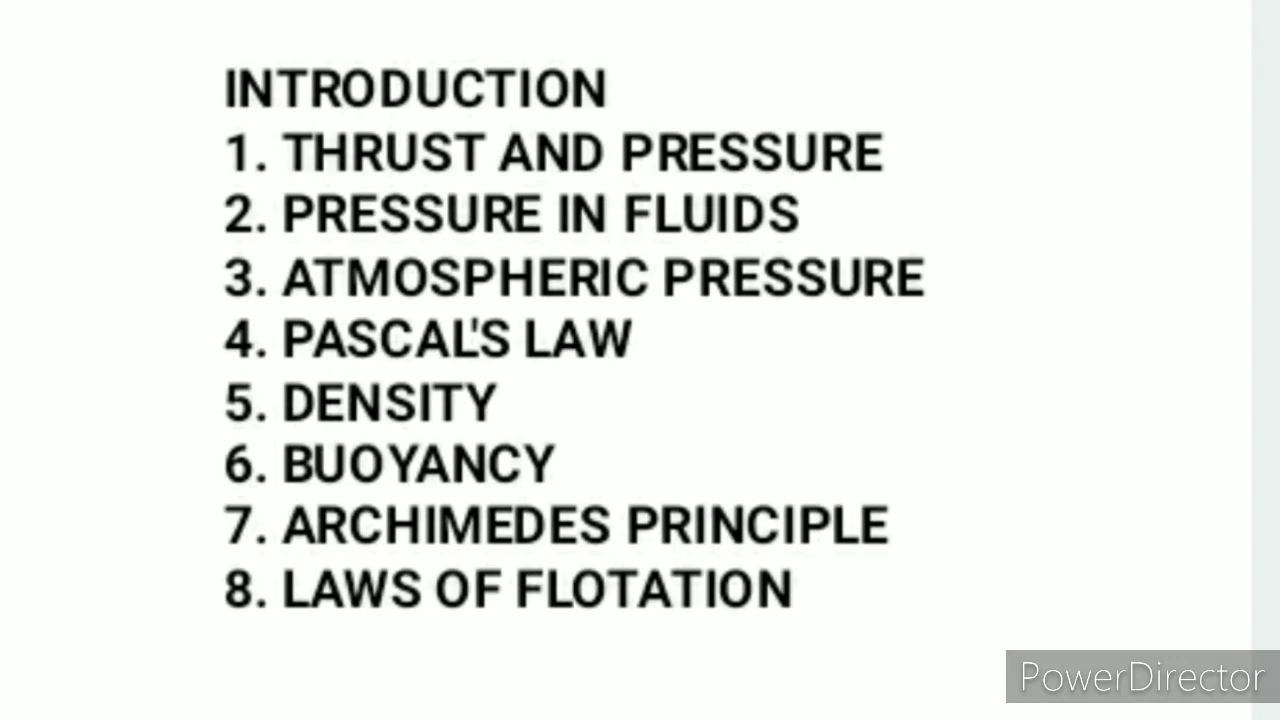 INTRODUCTION
1. THRUST AND PRESSURE
2. PRESSURE IN FLUIDS
3. ATMOSPHERIC PRESSURE
4. PASCAL'S LAW
5. DENSITY
6. BUOYANCY
7. ARCHIMEDES PRINCIPLE
8. LAWS OF FLOTATION
PowerDirector